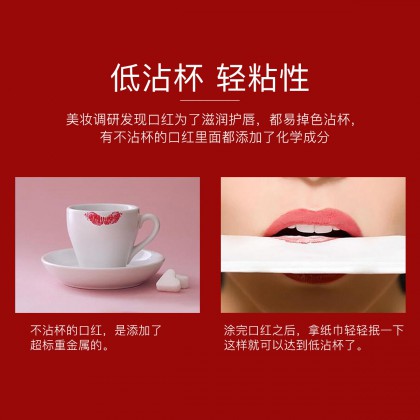 低沾杯 轻粘性
美妆调研发现口红为了滋润护唇，都易掉色沾杯，
有不沾杯的口红里面都添加了化学成分
不沾杯的口红，是添加了
超标重金属的。
涂完口红之后，拿纸巾轻轻抿一下
这样就可以达到低沾杯了。